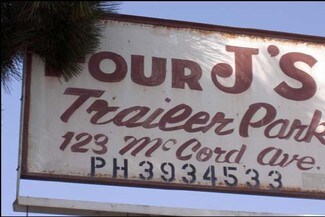 FOUR J'S
Trailer Park
123 McCord Ave.
PH3934533